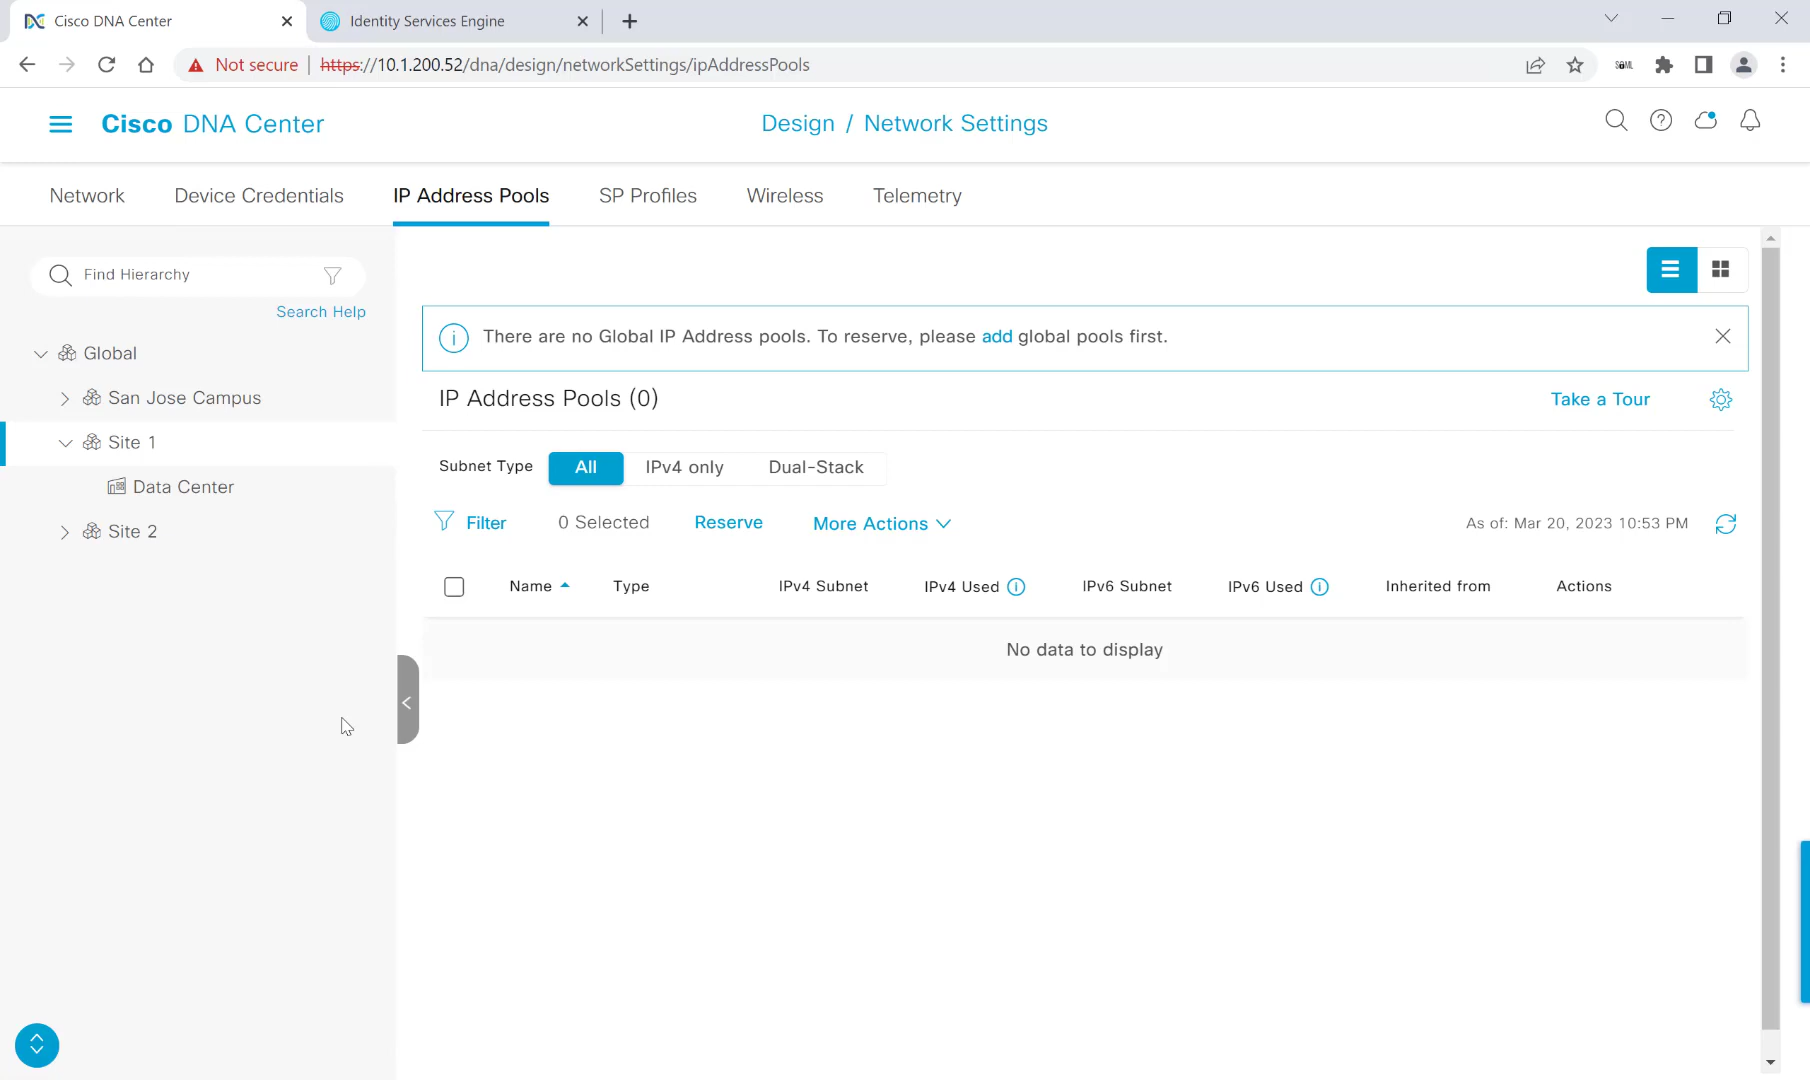 Cisco DNA Center
Identity Services Engine
Not secure
https://10.1.200.52/dna/design/networkSettings/ipAddressPools
Cisco DNA Center
Design / Network Settings
Network
Device Credentials
IP Address Pools
SP Profiles
Wireless
Telemetry
Find Hierarchy
Search Help
Global
San Jose Campus
Site 1
Data Center
Site 2
There are no Global IP Address pools. To reserve, please add global pools first.
IP Address Pools (0)
Take a Tour
Subnet Type
All
IPv4 only
Dual-Stack
Filter
0 Selected
Reserve
More Actions
As of: Mar 20, 2023 10:53 PM
Name
Type
IPv4 Subnet
IPv4 Used
IPv6 Subnet
IPv6 Used
Inherited from
Actions
No data to display